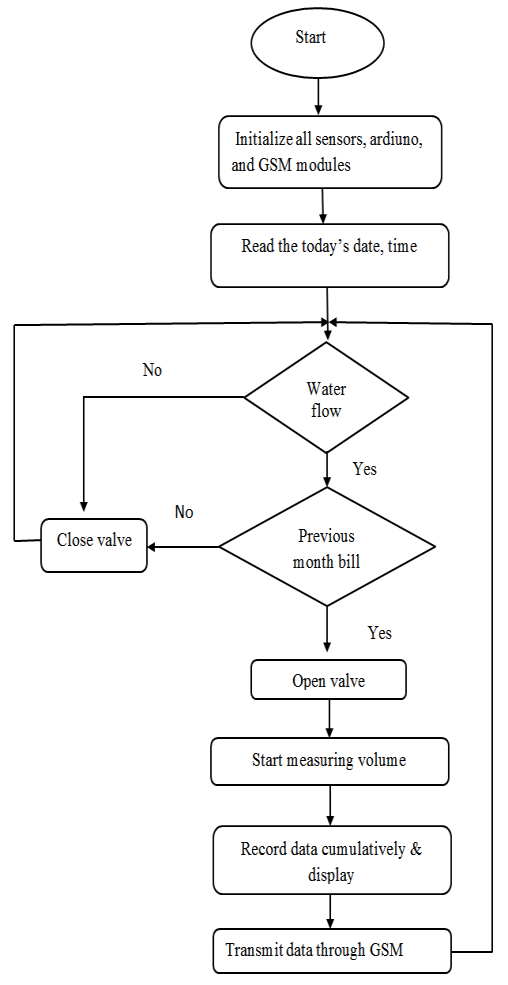 Start
Initialize all sensors, ardiuno,
and GSM modules
Read the today's date, time
No
Water
flow
Yes
No
Close valve
Previous
month bill
Yes
Open valve
Start measuring volume
Record data cumulatively &
display
Transmit data through GSM